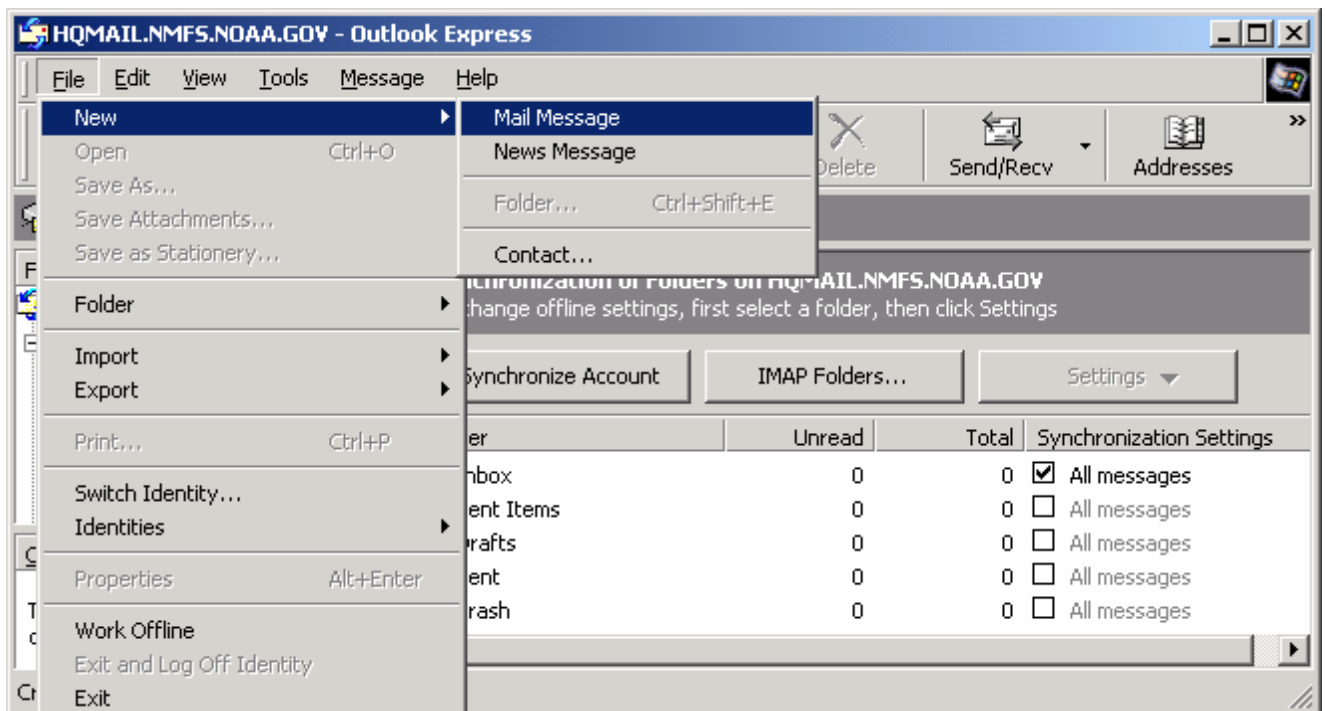 HQMAIL.NMFS.NOAA.GOV - Outlook Express
File Edit View Tools Message Help
New
Open Ctrl+O
Save As...
Save Attachments...
Save as Stationery...
Folder
Import
Export
Print... Ctrl+P
Switch Identity...
Identities
Properties Alt+Enter
Work Offline
Exit and Log Off Identity
Exit
Mail Message
News Message
Folder... Ctrl+Shift+E
Contact...
Delete Send/Recv Addresses »
on HQMAIL.NMFS.NOAA.GOV
hange offline settings, first select a folder, then click Settings
Synchronize Account IMAP Folders... Settings
er Unread Total Synchronization Settings
nbox 0 0 All messages
ent Items 0 0 All messages
rafts 0 0 All messages
ent 0 0 All messages
rash 0 0 All messages